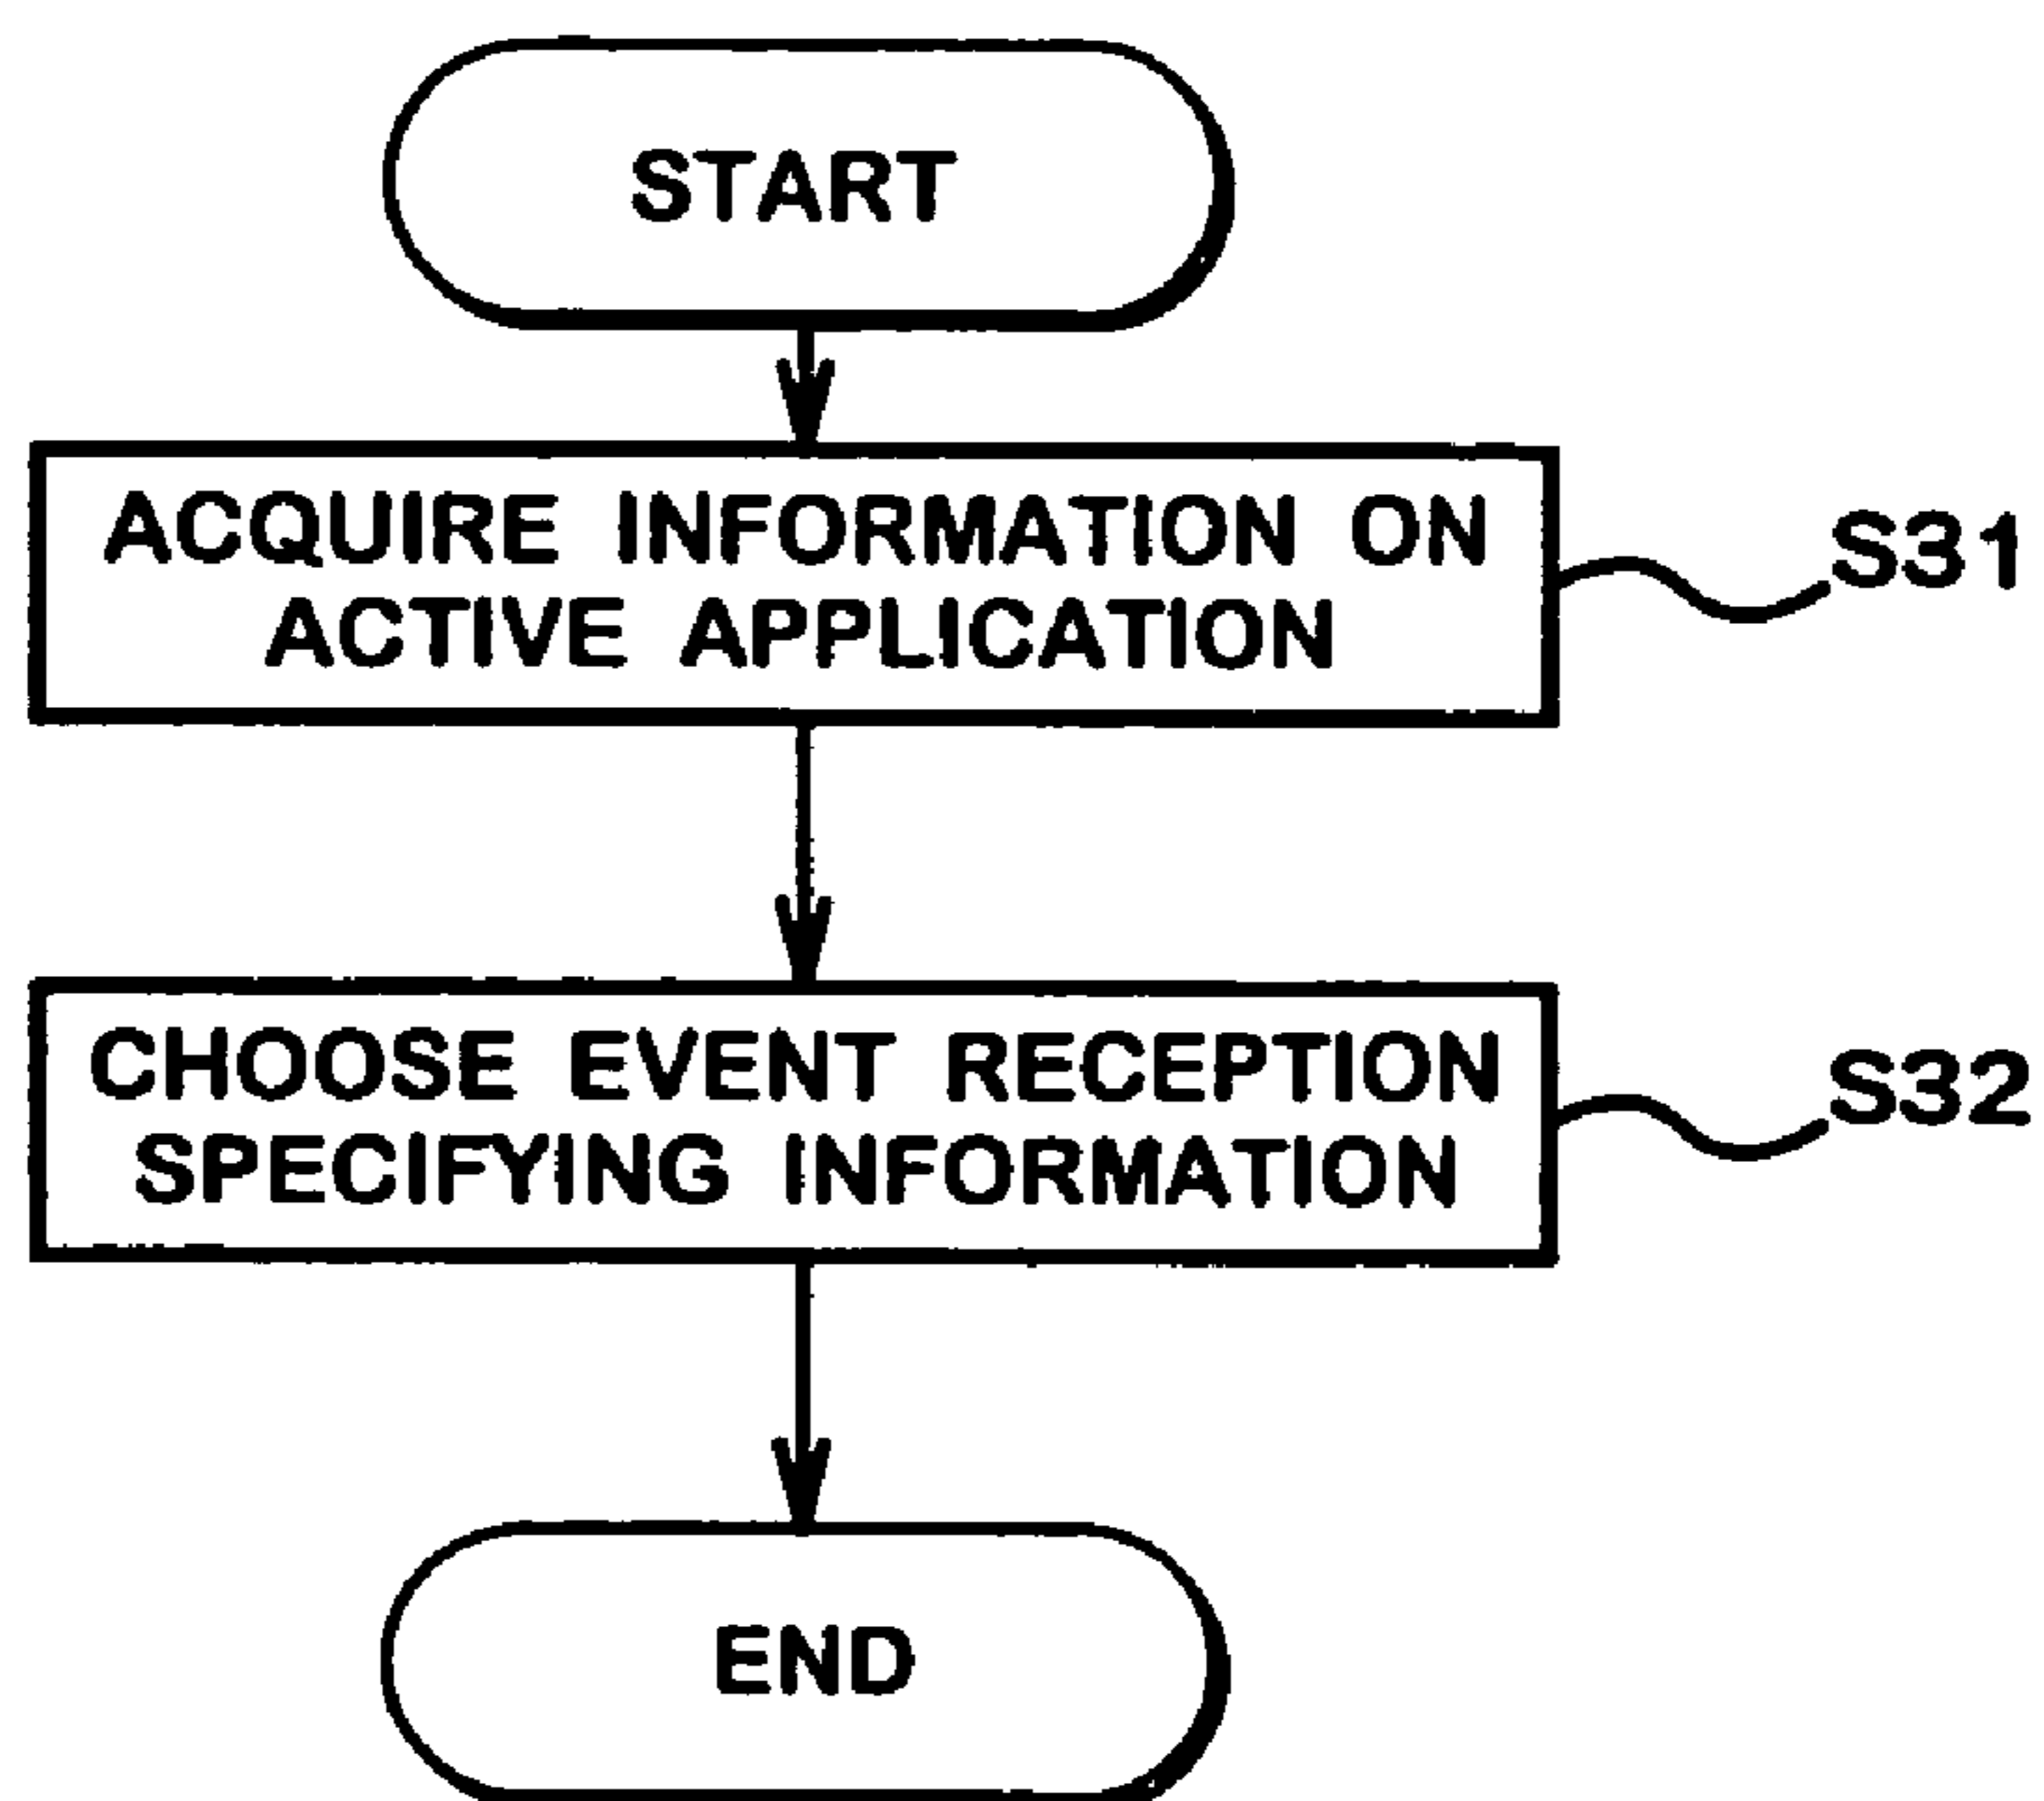 START
ACQUIRE INFORMATION ON
ACTIVE APPLICATION
S31
CHOOSE EVENT RECEPTION
SPECIFYING INFORMATION
S32
END